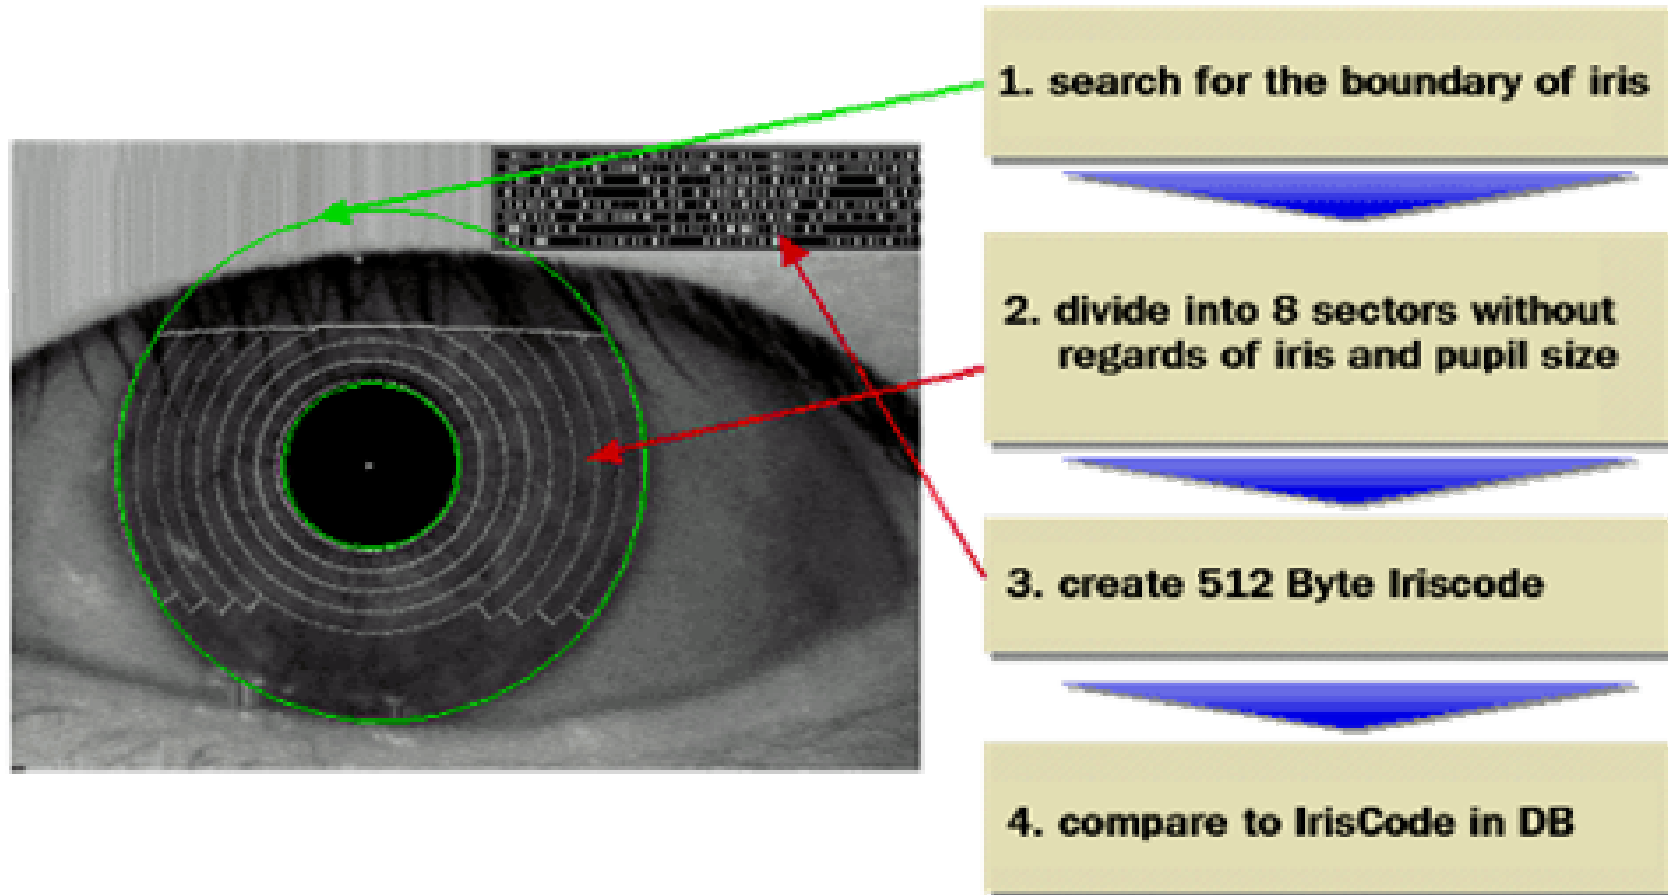 1. search for the boundary of iris
2. divide into 8 sectors without
regards of iris and pupil size
3. create 512 Byte Iriscode
4. compare to IrisCode in DB